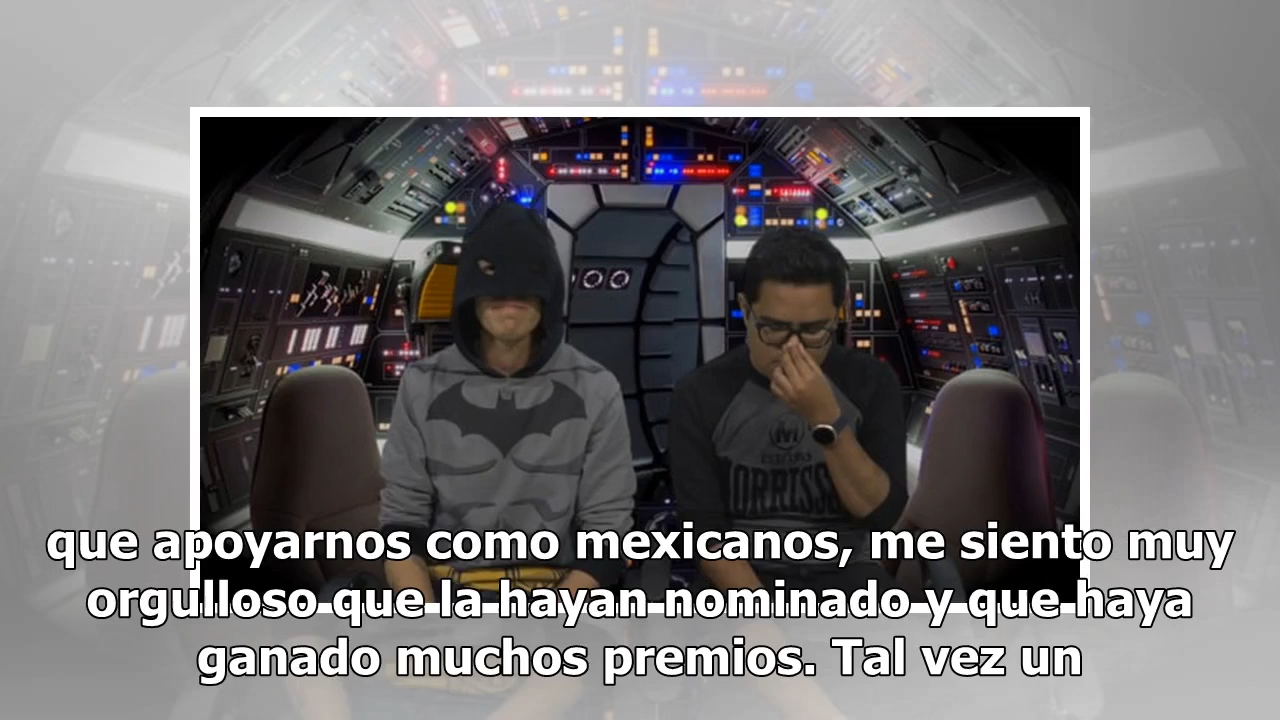 ORRISS
que apoyarnos como mexicanos, me siento muy
orgulloso que la hayan nominado y que haya
ganado muchos premios. Tal vez un